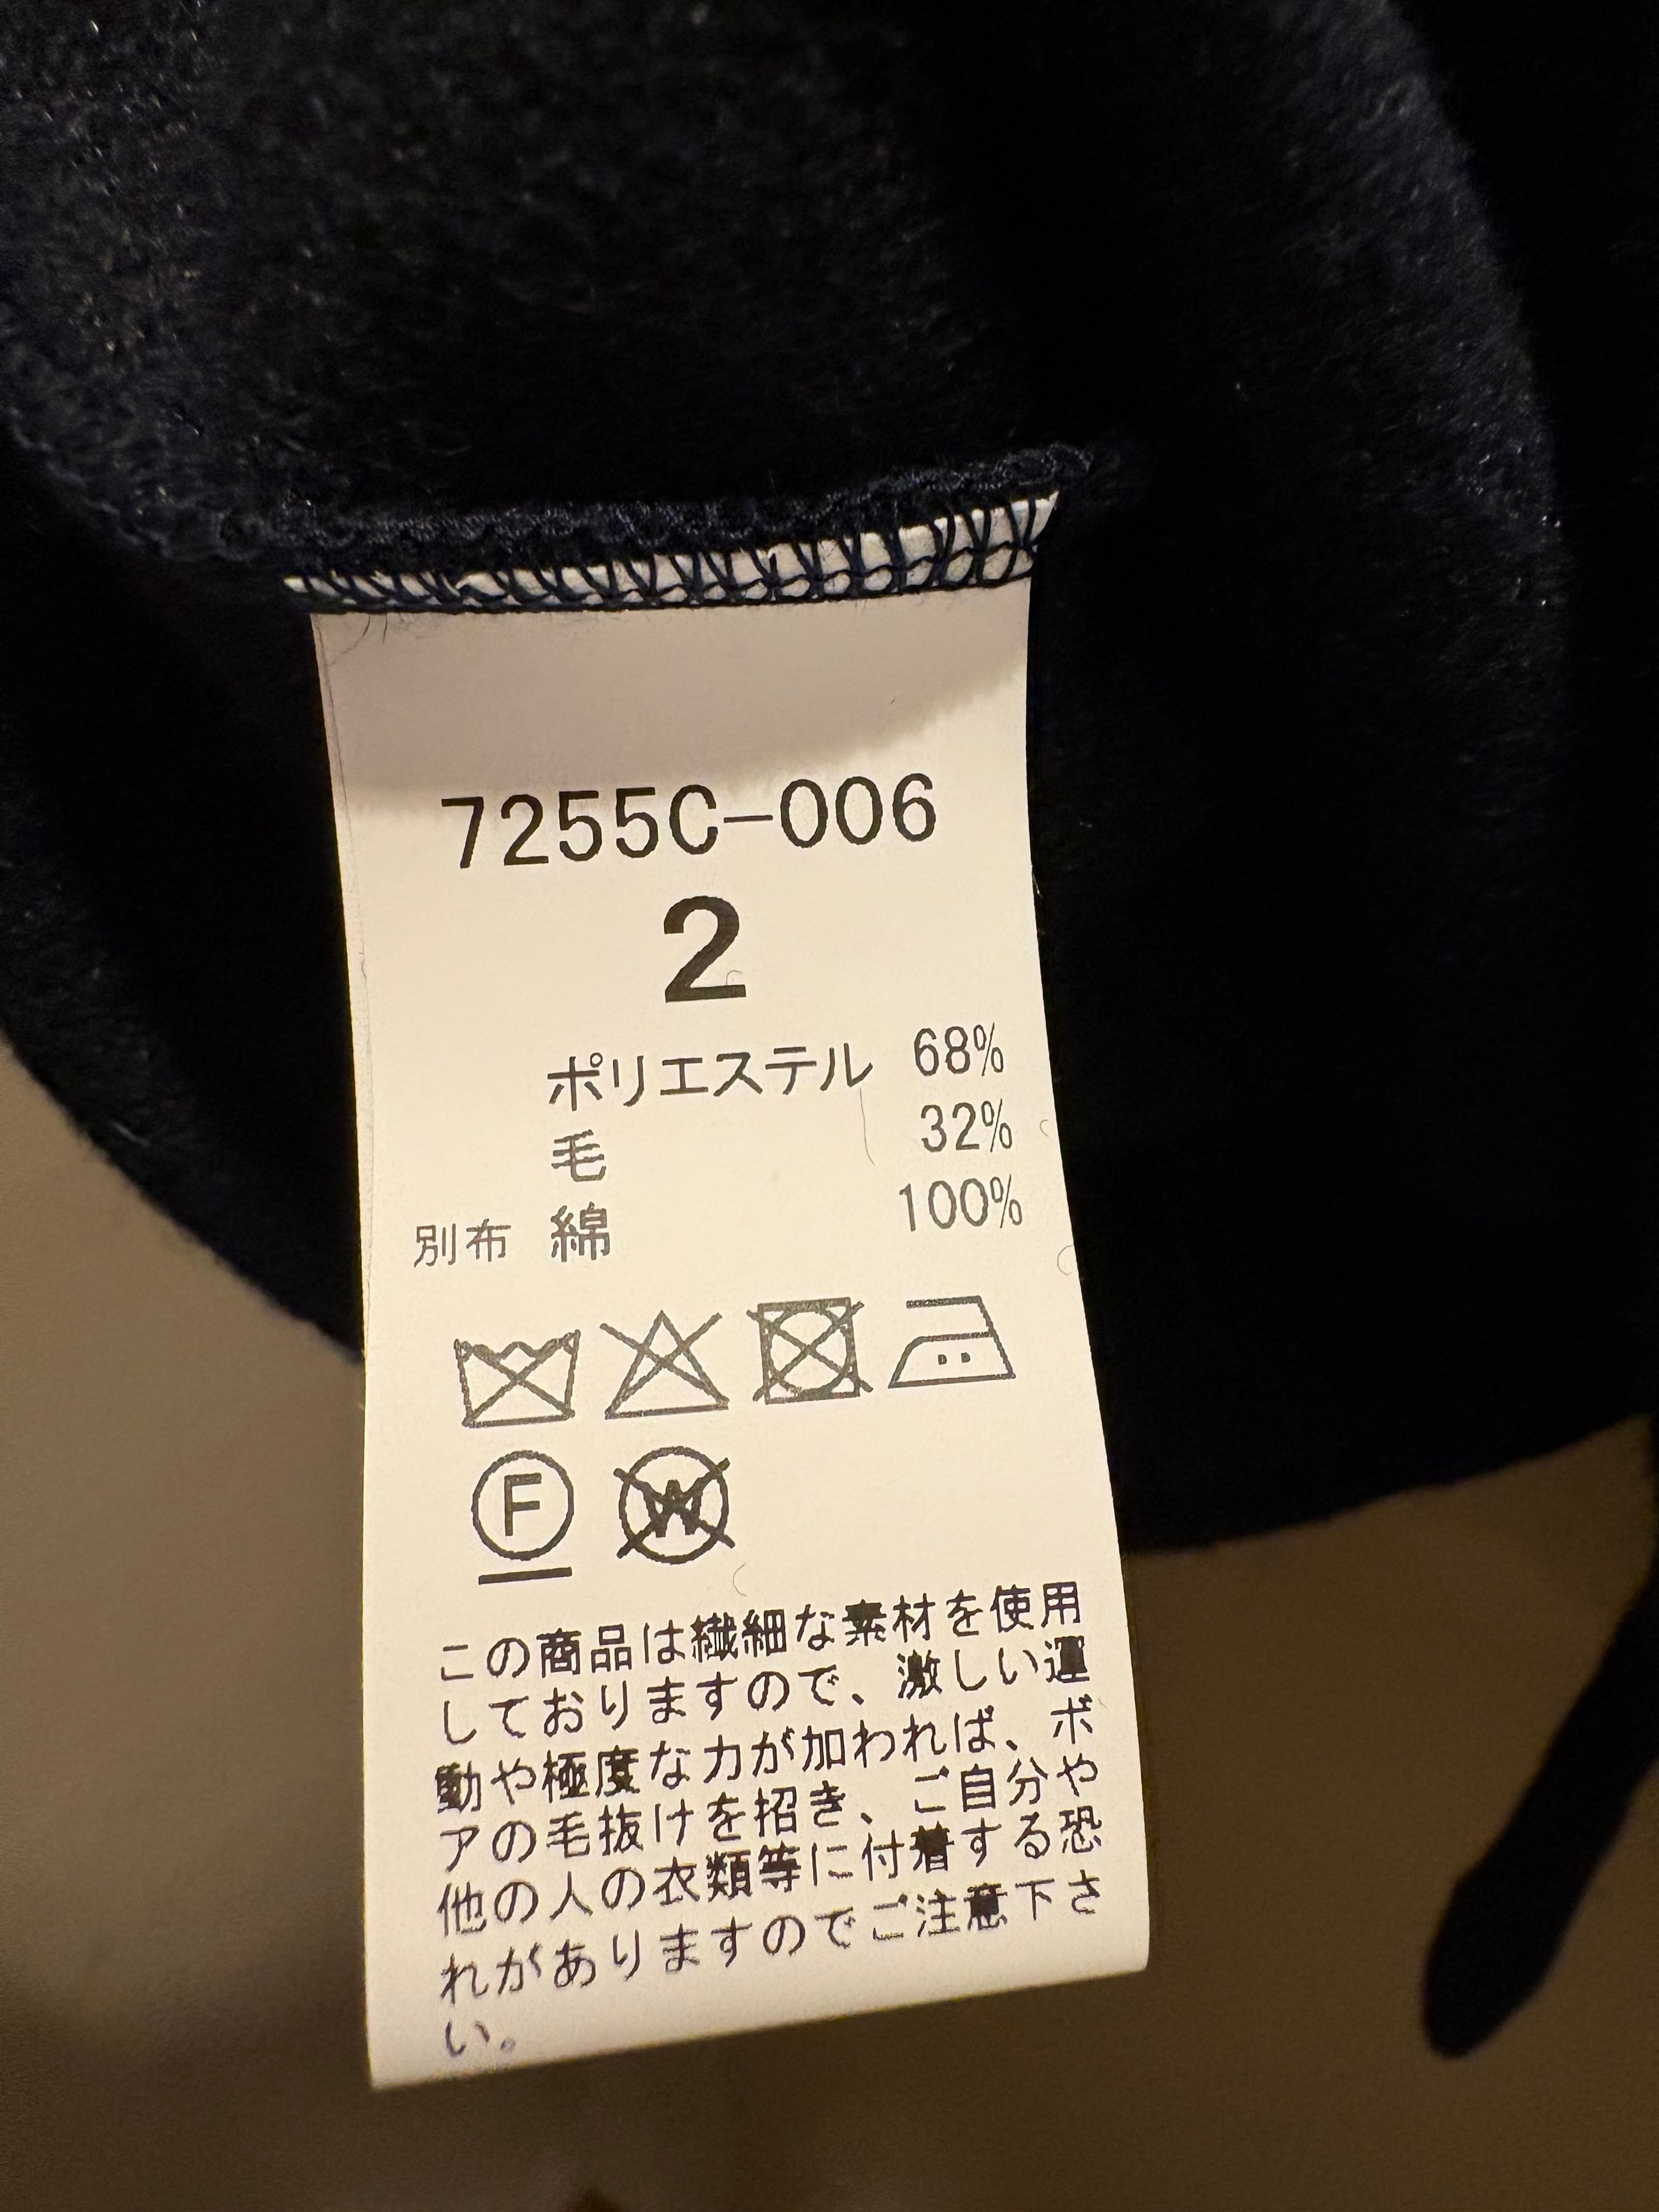 7255C-006
2
ポリエステル 68%
毛 32%
別布 綿 100%
F W
この商品は繊細な素材を使用
しておりますので、激しい運
動や極度な力が加われば、ボ
アの毛抜けを招き、ご自分や
他の人の衣類等に付着する恐
れがありますのでご注意下さ
い。